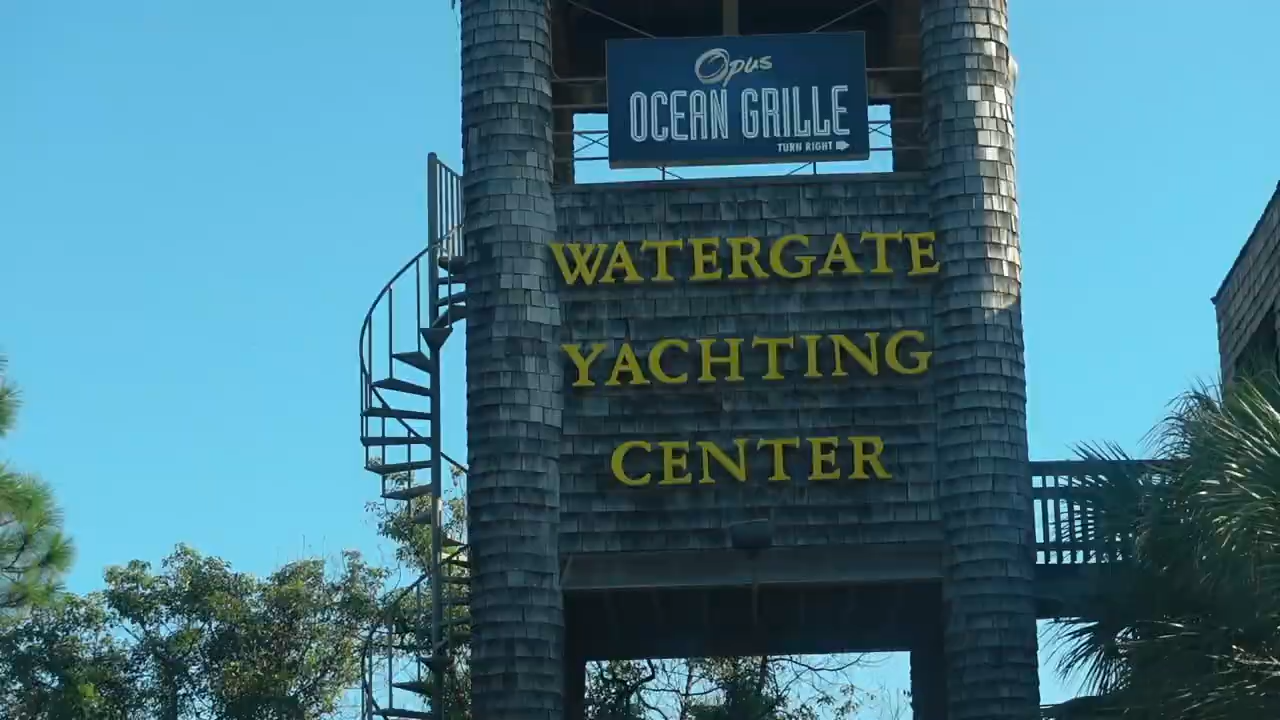 Opus
OCEAN GRILLE
TURN RIGHT
WATERGATE
YACHTING
CENTER